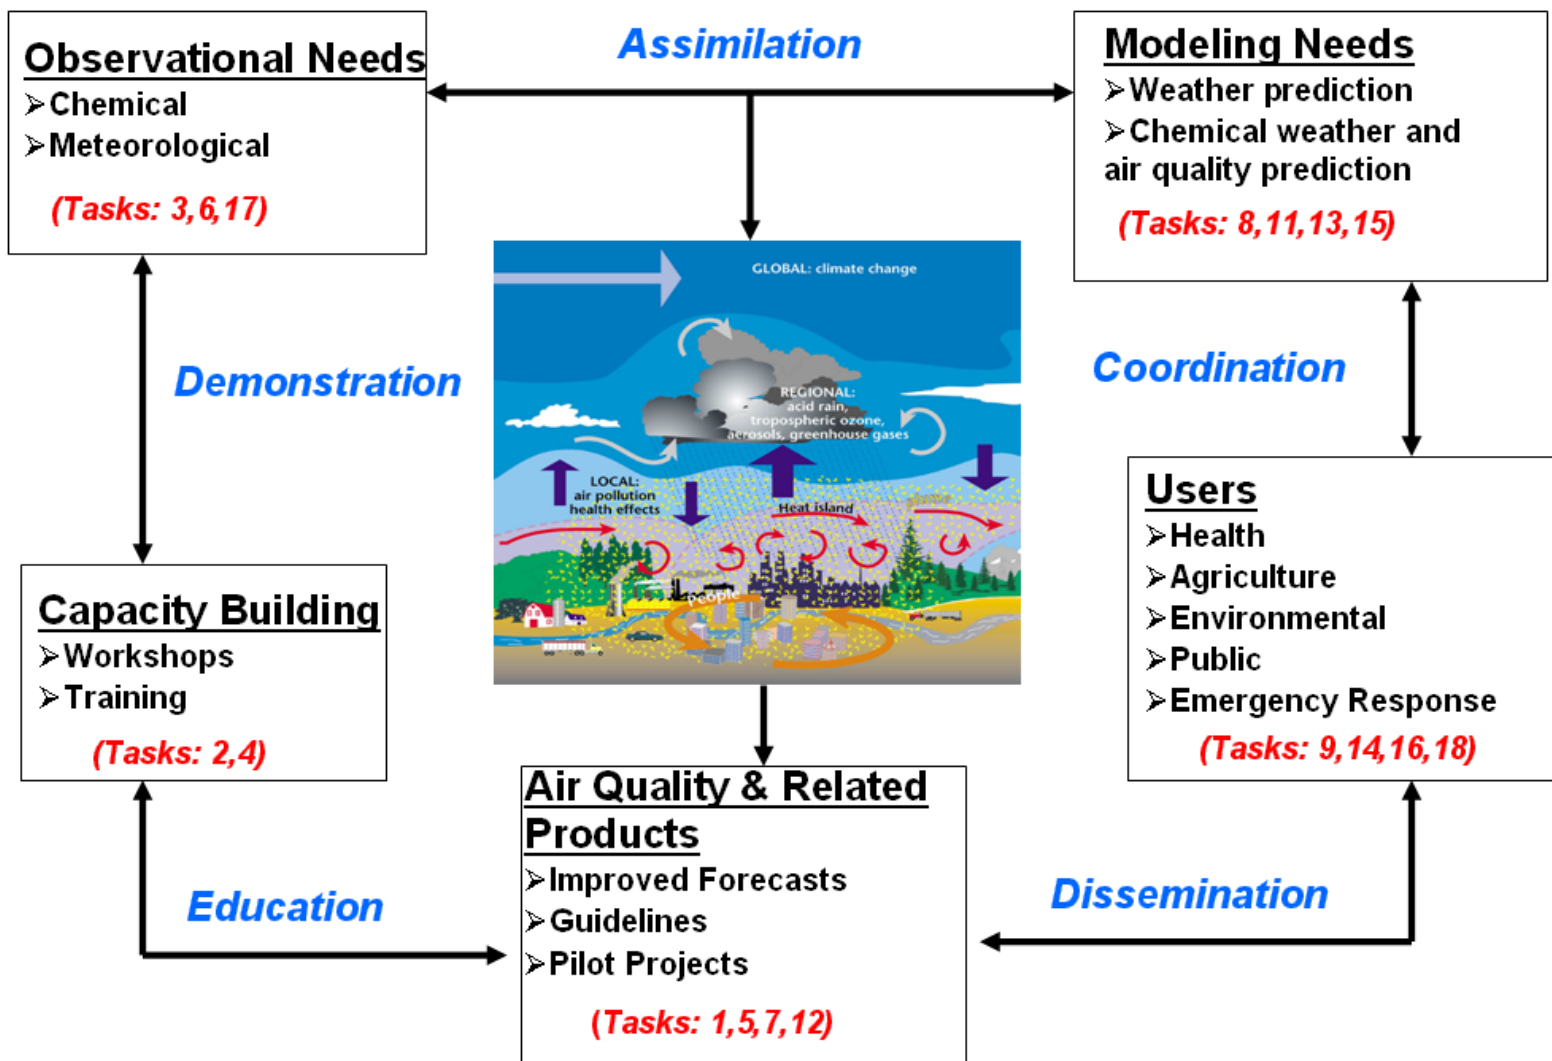 Observational Needs
➢Chemical
➢Meteorological
(Tasks: 3,6,17)
Assimilation
Modeling Needs
➢Weather prediction
➢Chemical weather and
air quality prediction
(Tasks: 8,11,13,15)
Demonstration
GLOBAL: climate change
REGIONAL:
acid rain,
tropospheric ozone,
aerosols, greenhouse gases
LOCAL:
air pollution
health effects
Heat island
plume
People
Coordination
Capacity Building
➢Workshops
➢Training
(Tasks: 2,4)
Users
➢Health
➢Agriculture
➢Environmental
➢Public
➢Emergency Response
(Tasks: 9,14,16,18)
Education
Air Quality & Related
Products
➢Improved Forecasts
➢Guidelines
➢Pilot Projects
(Tasks: 1,5,7,12)
Dissemination